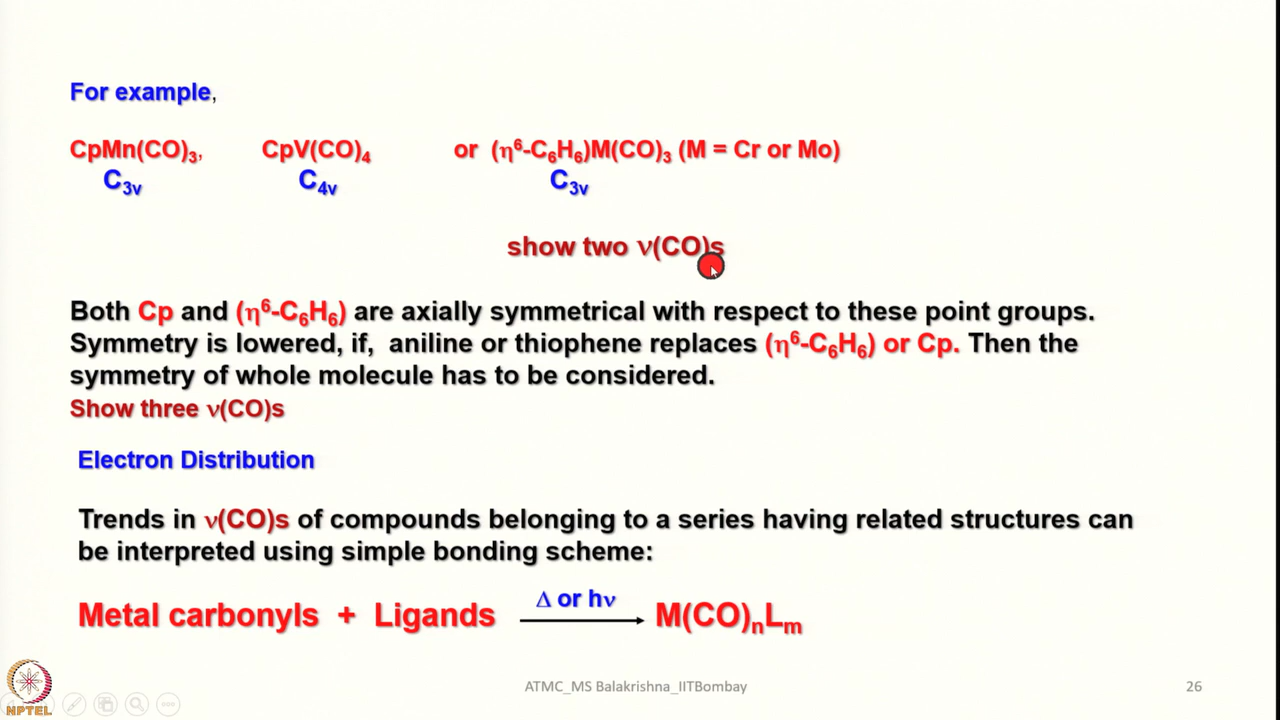 For example,
CpMn(CO)₃, CpV(CO)₄ or (η⁶-C₆H₆)M(CO)₃ (M = Cr or Mo)
C₃ᵥ C₄ᵥ C₃ᵥ
show two ν(CO)s
Both Cp and (η⁶-C₆H₆) are axially symmetrical with respect to these point groups.
Symmetry is lowered, if, aniline or thiophene replaces (η⁶-C₆H₆) or Cp. Then the
symmetry of whole molecule has to be considered.
Show three ν(CO)s
Electron Distribution
Trends in ν(CO)s of compounds belonging to a series having related structures can
be interpreted using simple bonding scheme:
Metal carbonyls + Ligands Δ or hν → M(CO)ₙLₘ
ATMC_MS Balakrishna_IITBombay 26
NPTEL